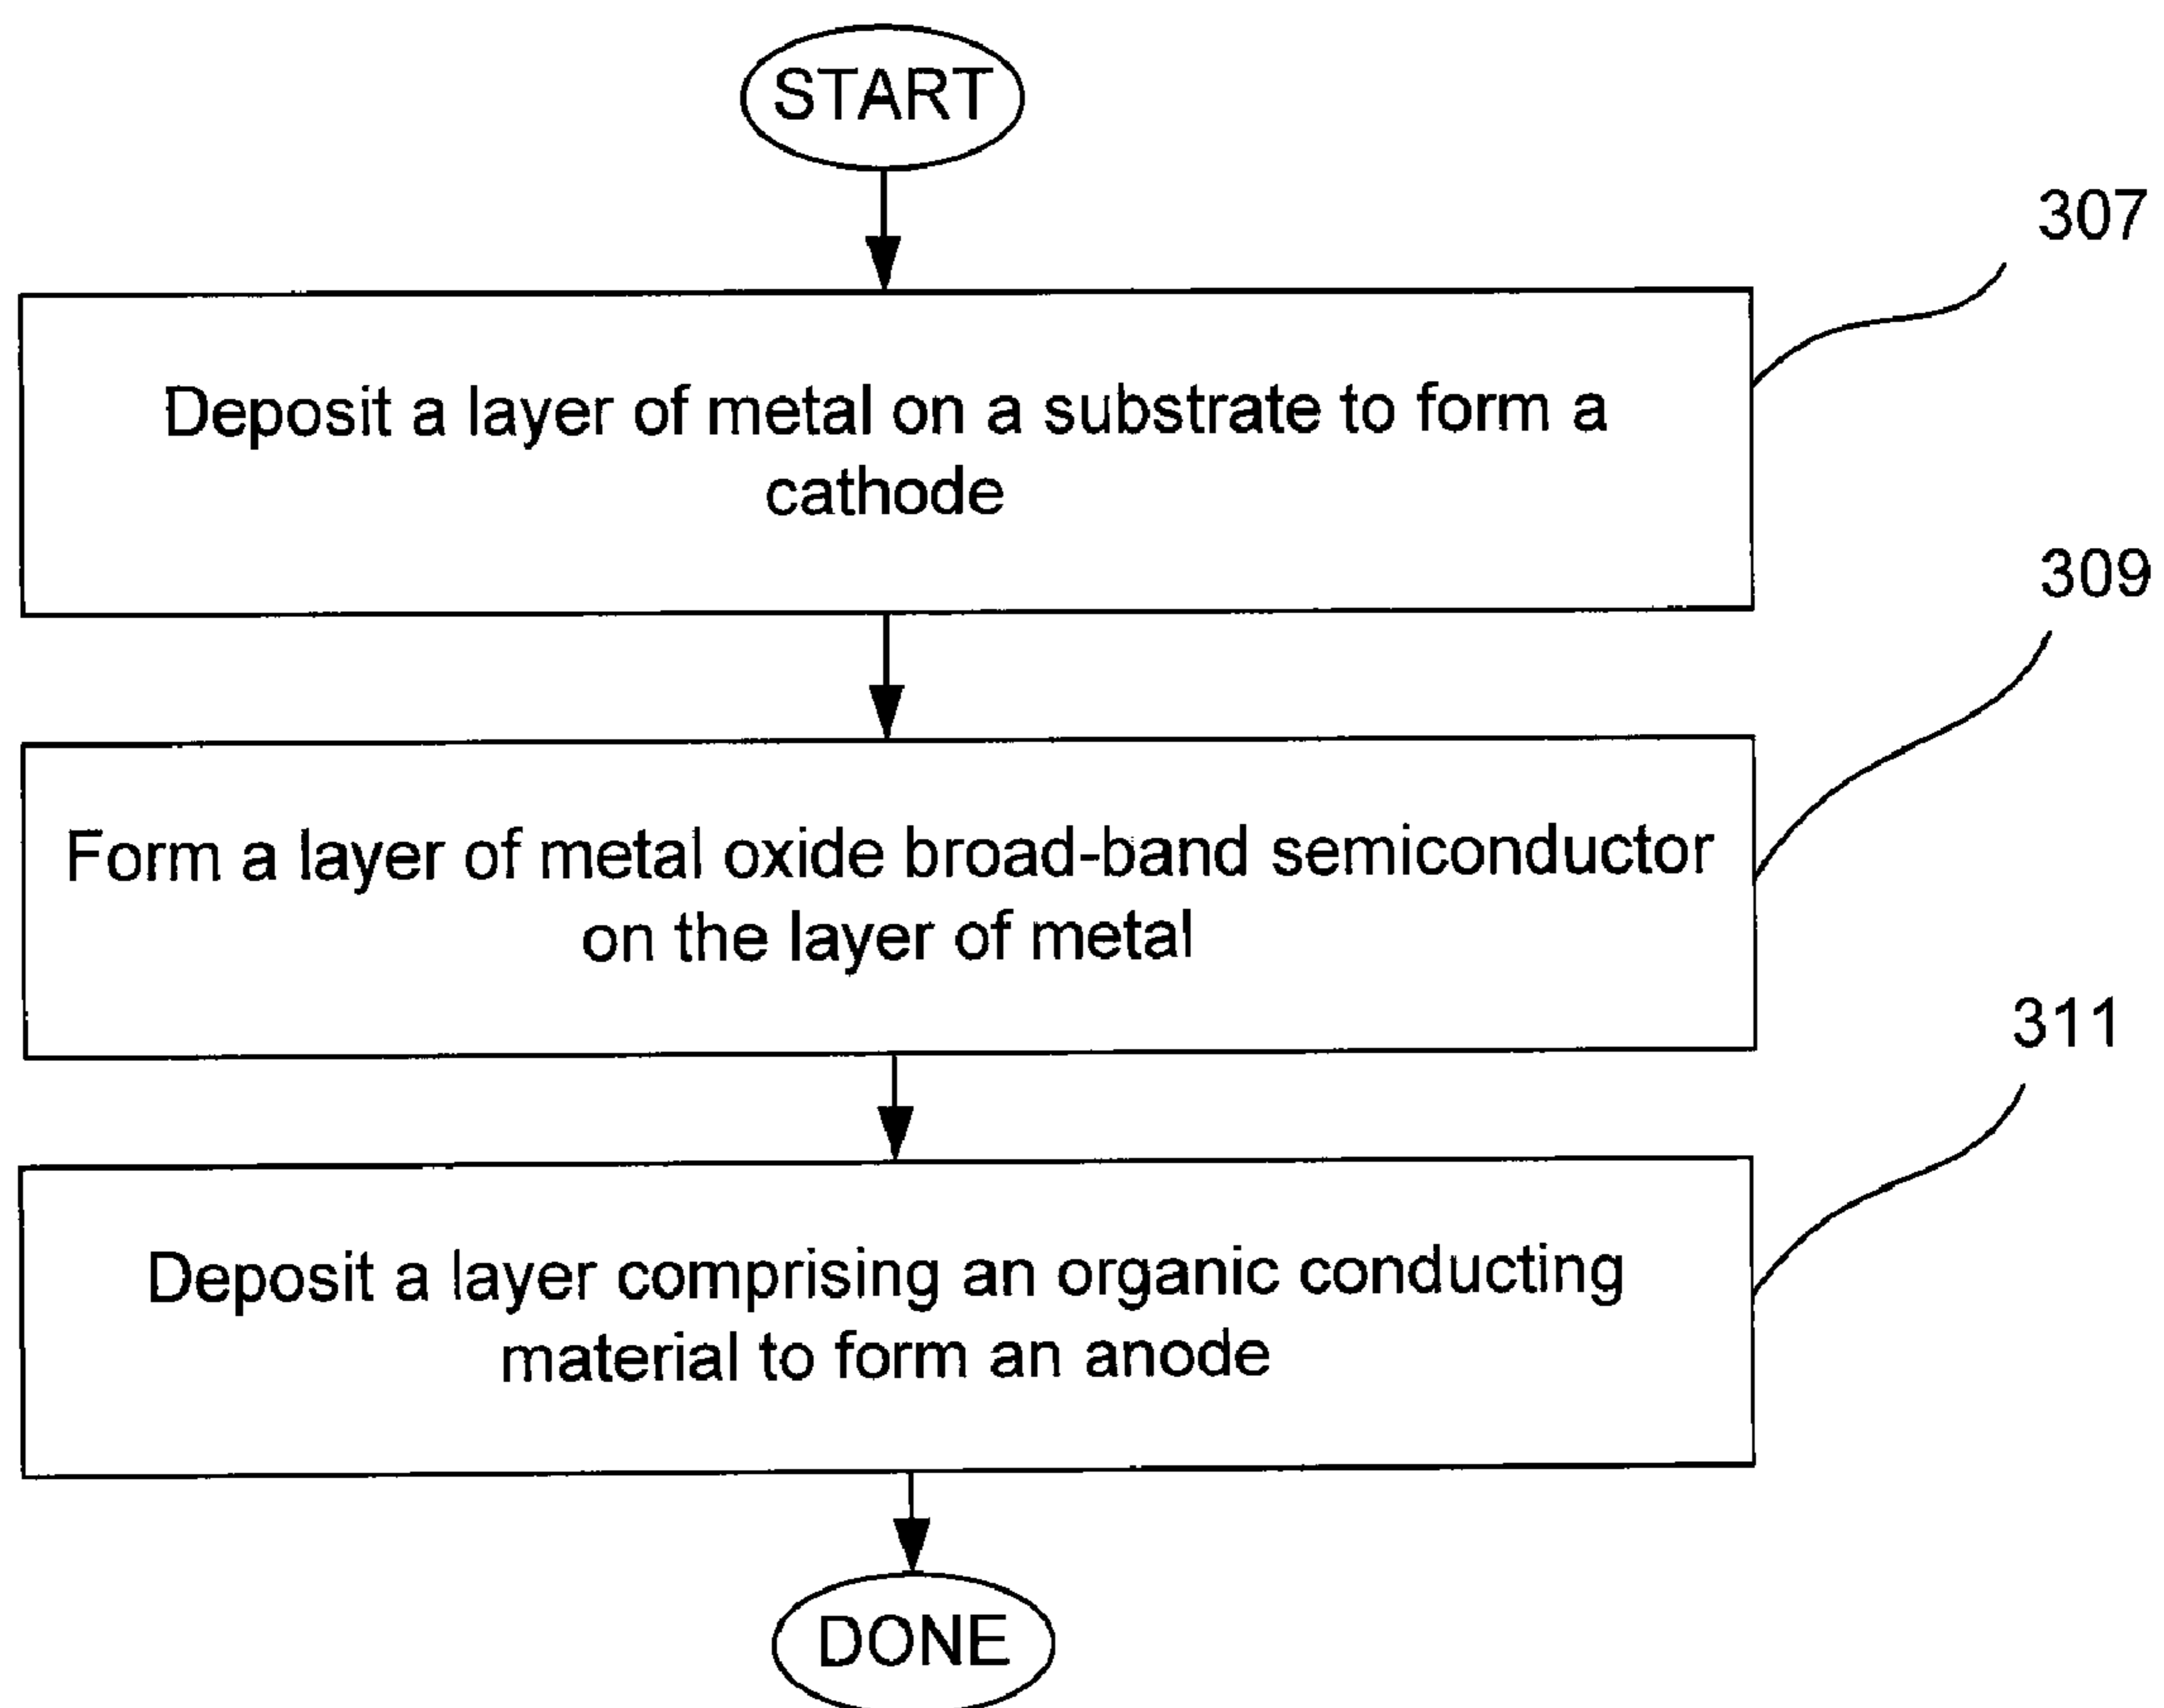 START
307
Deposit a layer of metal on a substrate to form a
cathode
309
Form a layer of metal oxide broad-band semiconductor
on the layer of metal
311
Deposit a layer comprising an organic conducting
material to form an anode
DONE